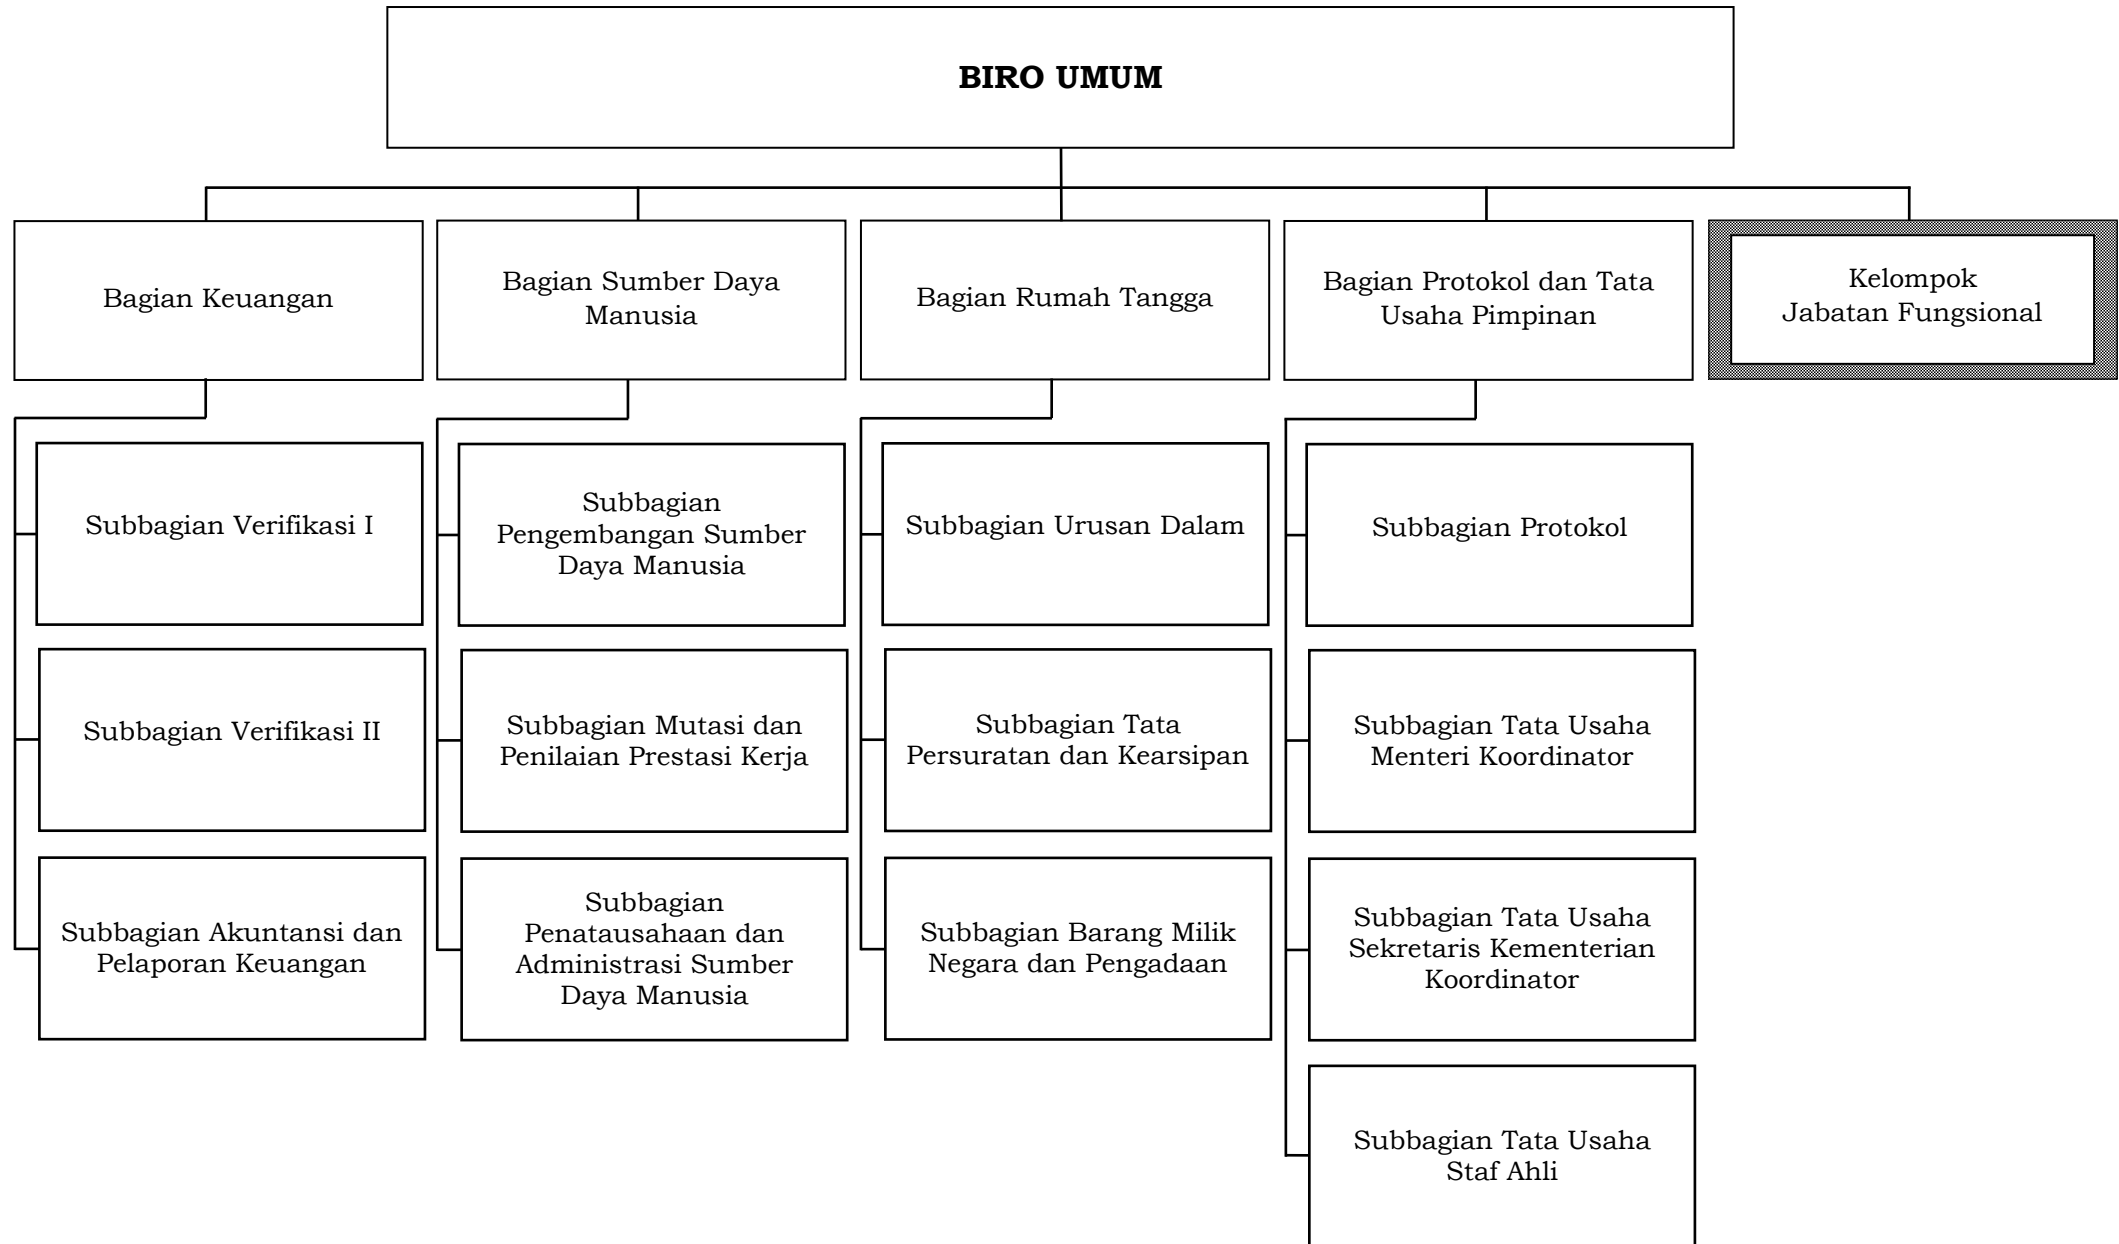 BIRO UMUM
Bagian Keuangan
Bagian Sumber Daya
Manusia
Bagian Rumah Tangga
Bagian Protokol dan Tata
Usaha Pimpinan
Kelompok
Jabatan Fungsional
Subbagian Verifikasi I
Subbagian
Pengembangan Sumber
Daya Manusia
Subbagian Urusan Dalam
Subbagian Protokol
Subbagian Verifikasi II
Subbagian Mutasi dan
Penilaian Prestasi Kerja
Subbagian Tata
Persuratan dan Kearsipan
Subbagian Tata Usaha
Menteri Koordinator
Subbagian Akuntansi dan
Pelaporan Keuangan
Subbagian
Penatausahaan dan
Administrasi Sumber
Daya Manusia
Subbagian Barang Milik
Negara dan Pengadaan
Subbagian Tata Usaha
Sekretaris Kementerian
Koordinator
Subbagian Tata Usaha
Staf Ahli